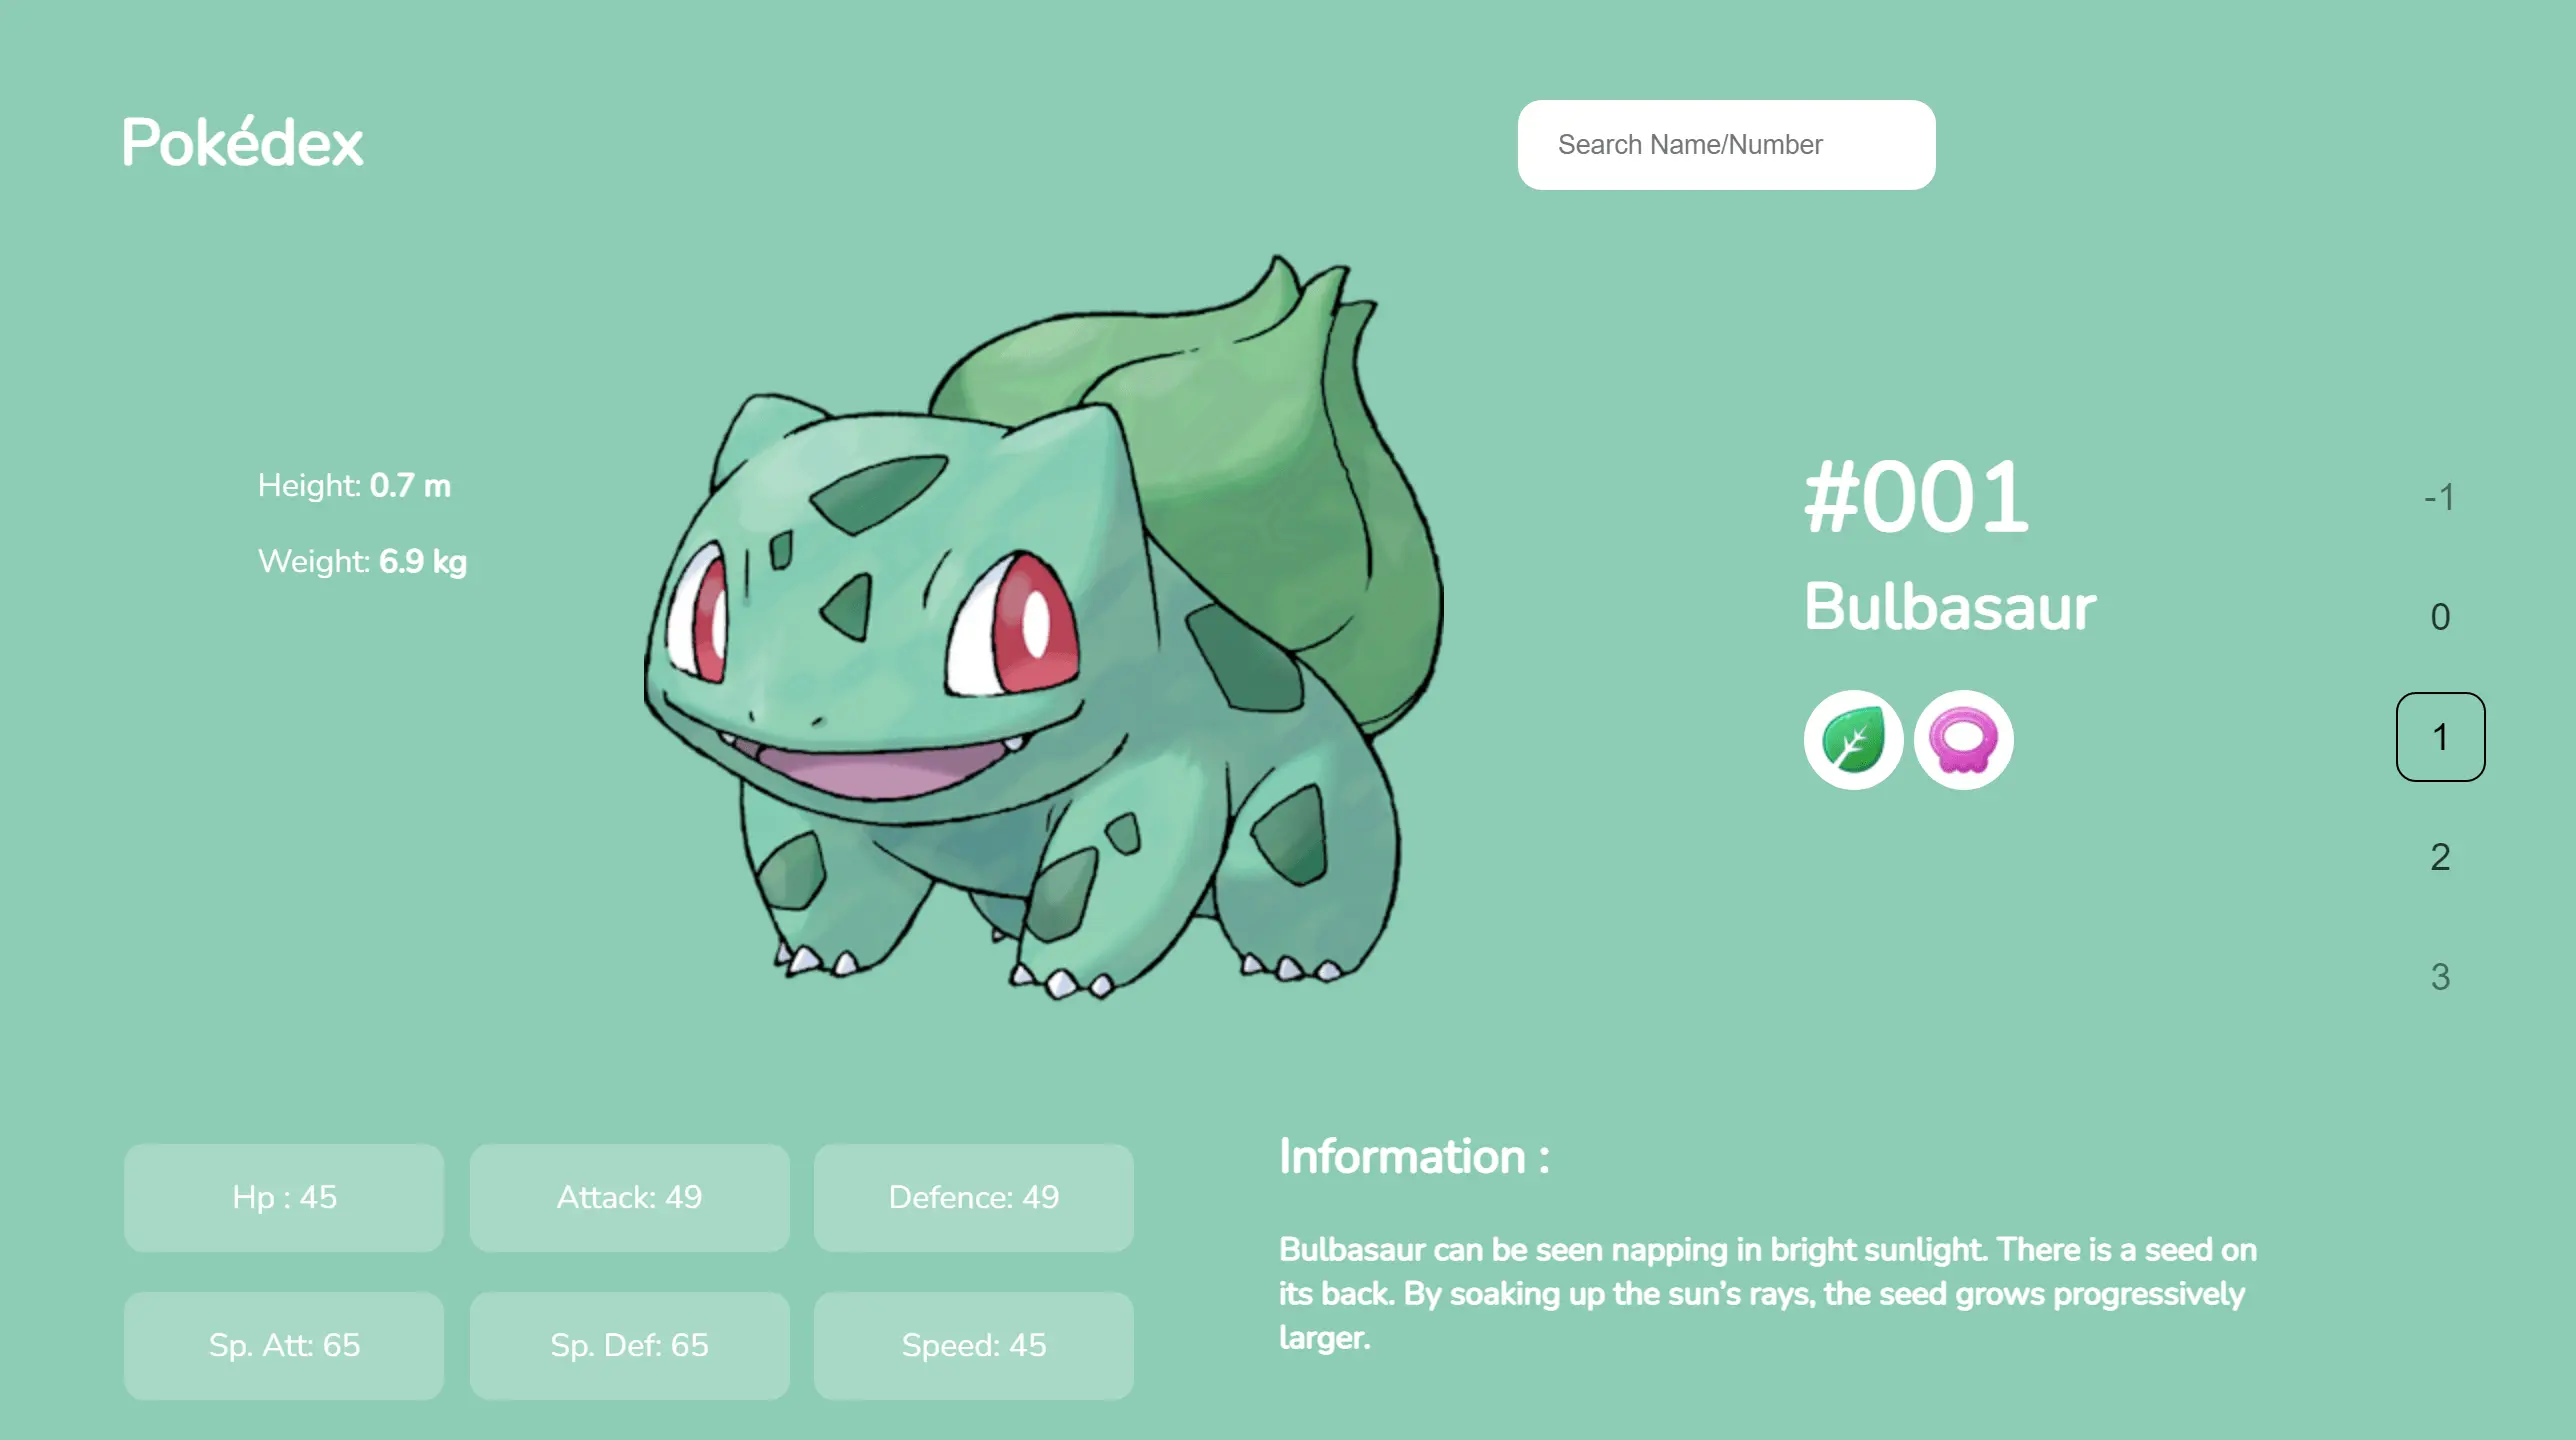 Pokédex
Search Name/Number
Height: 0.7 m
Weight: 6.9 kg
#001
Bulbasaur
-1
0
1
2
3
Hp : 45
Attack: 49
Defence: 49
Sp. Att: 65
Sp. Def: 65
Speed: 45
Information :
Bulbasaur can be seen napping in bright sunlight. There is a seed on
its back. By soaking up the sun’s rays, the seed grows progressively
larger.